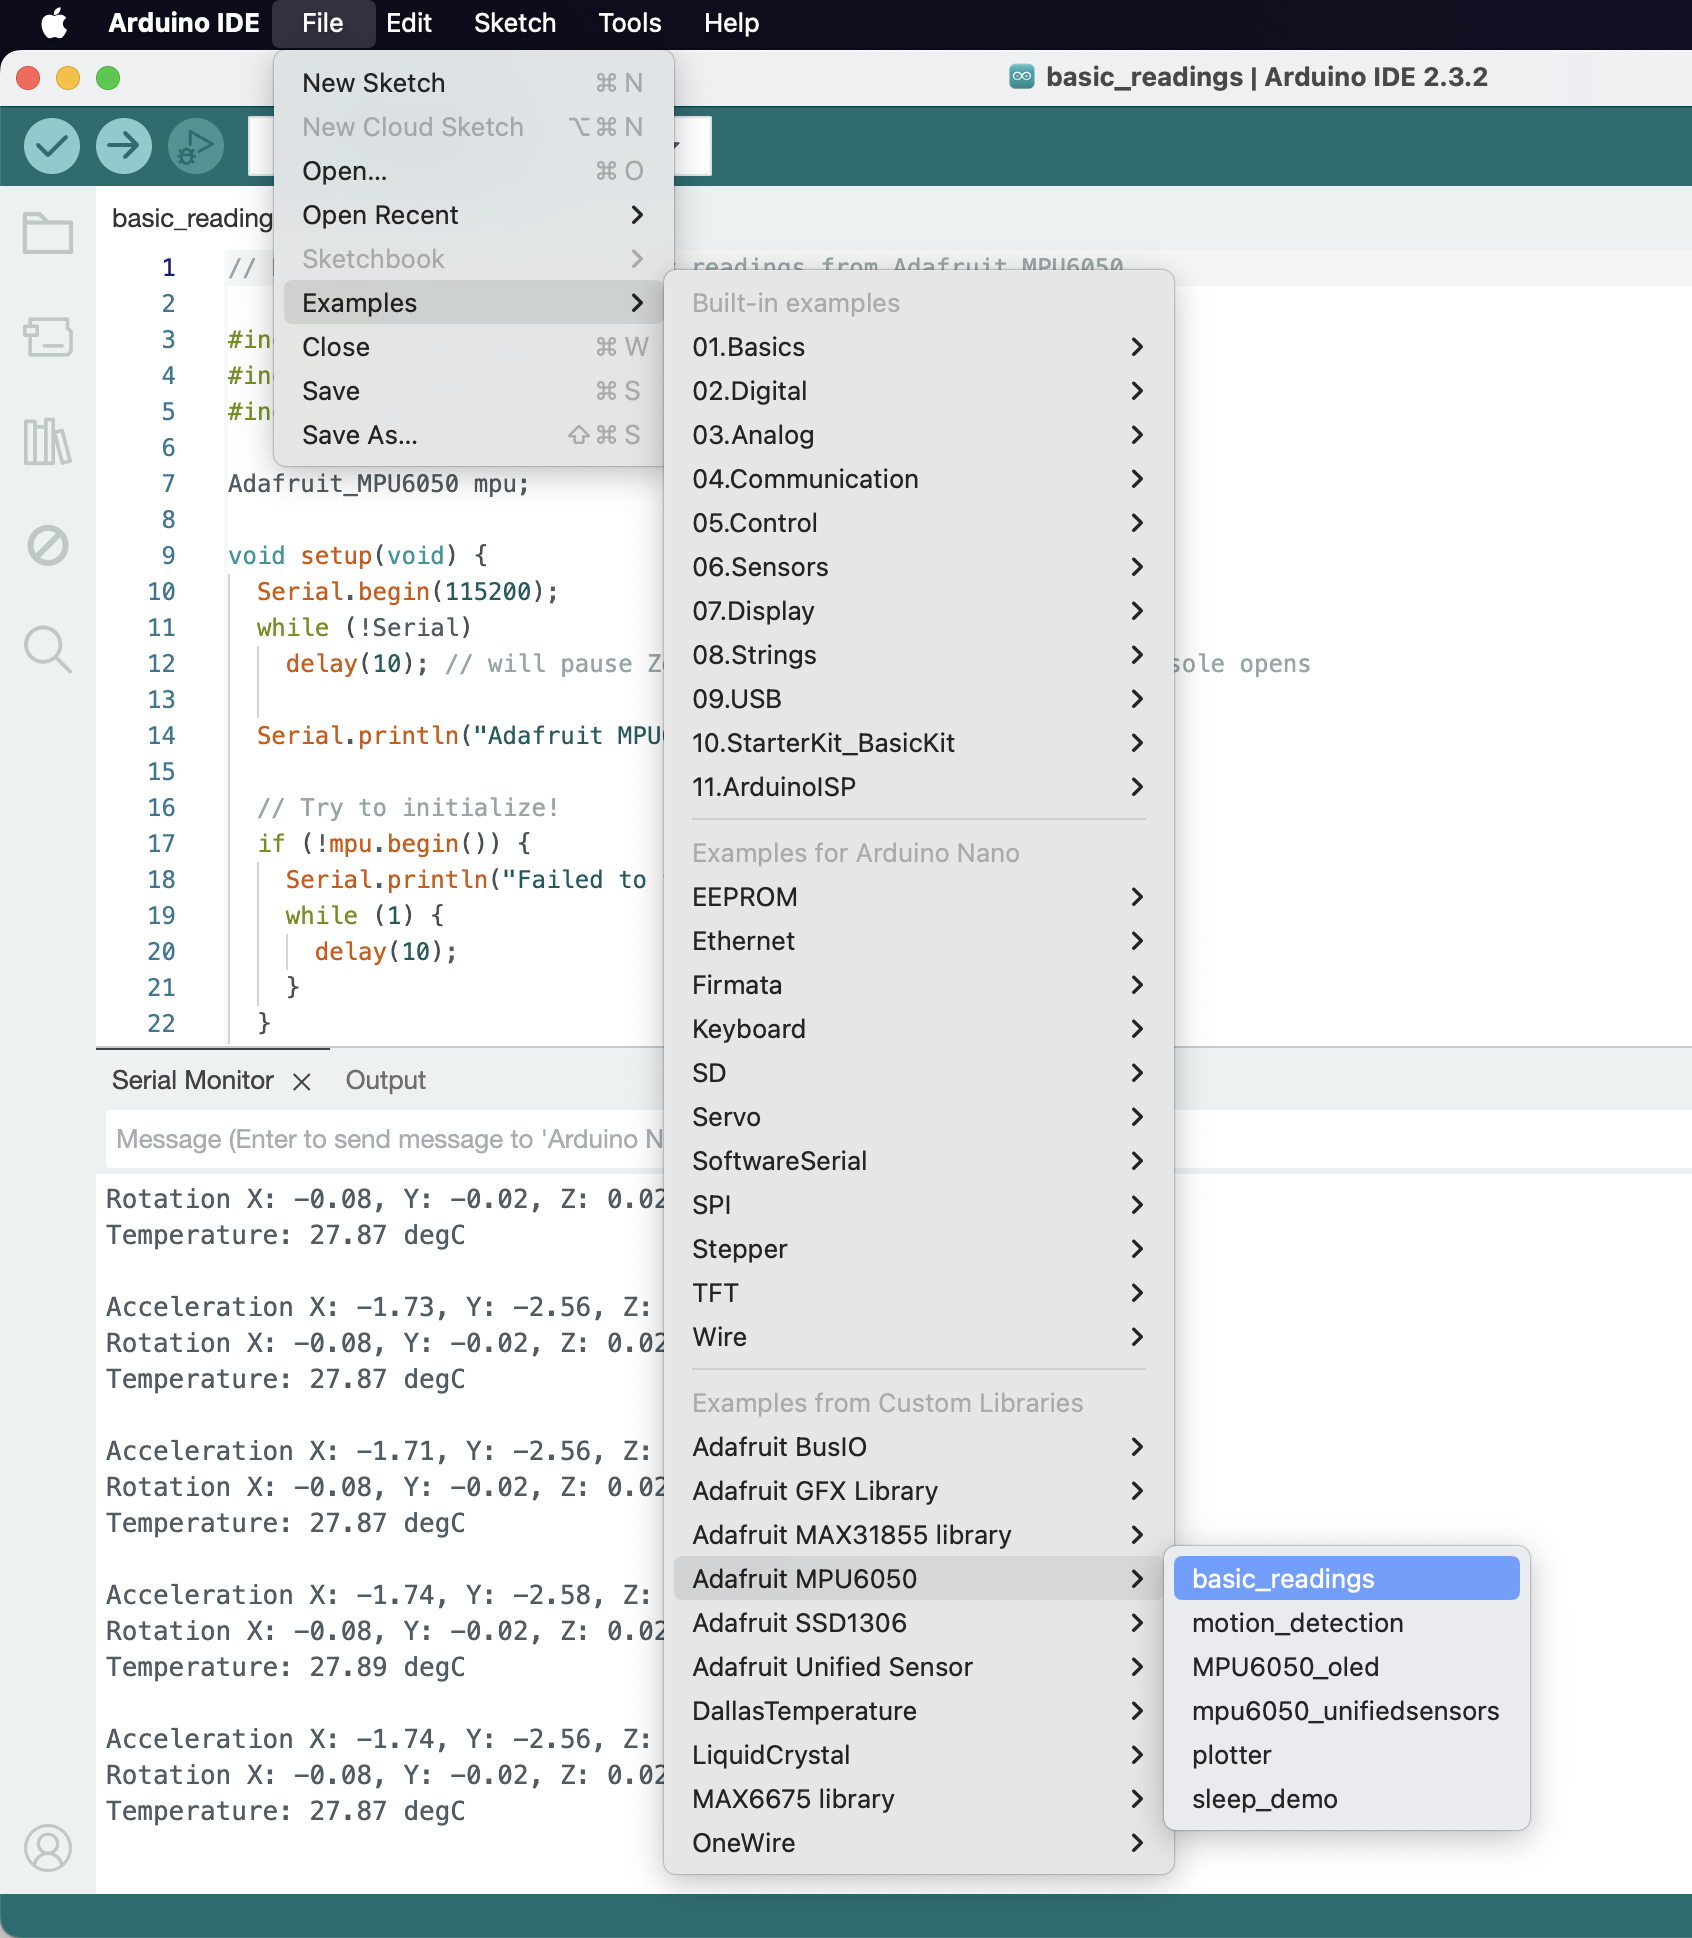 Arduino IDE File Edit Sketch Tools Help
basic_readings | Arduino IDE 2.3.2
New Sketch ⌘ N
New Cloud Sketch ⌥ ⌘ N
Open... ⌘ O
Open Recent
Sketchbook
Examples
Close ⌘ W
Save ⌘ S
Save As... ⇧ ⌘ S
Built-in examples
01.Basics
02.Digital
03.Analog
04.Communication
05.Control
06.Sensors
07.Display
08.Strings
09.USB
10.StarterKit_BasicKit
11.ArduinoISP
Examples for Arduino Nano
EEPROM
Ethernet
Firmata
Keyboard
SD
Servo
SoftwareSerial
SPI
Stepper
TFT
Wire
Examples from Custom Libraries
Adafruit BusIO
Adafruit GFX Library
Adafruit MAX31855 library
Adafruit MPU6050
Adafruit SSD1306
Adafruit Unified Sensor
DallasTemperature
LiquidCrystal
MAX6675 library
OneWire
basic_readings
motion_detection
MPU6050_oled
mpu6050_unifiedsensors
plotter
sleep_demo
basic_reading
1 // readings from Adafruit MPU6050
2
3 #in
4 #in
5 #in
6
7 Adafruit_MPU6050 mpu;
8
9 void setup(void) {
10 Serial.begin(115200);
11 while (!Serial)
12 delay(10); // will pause Z sole opens
13
14 Serial.println("Adafruit MPU
15
16 // Try to initialize!
17 if (!mpu.begin()) {
18 Serial.println("Failed to
19 while (1) {
20 delay(10);
21 }
22 }
Serial Monitor Output
Message (Enter to send message to 'Arduino N
Rotation X: -0.08, Y: -0.02, Z: 0.02
Temperature: 27.87 degC
Acceleration X: -1.73, Y: -2.56, Z:
Rotation X: -0.08, Y: -0.02, Z: 0.02
Temperature: 27.87 degC
Acceleration X: -1.71, Y: -2.56, Z:
Rotation X: -0.08, Y: -0.02, Z: 0.02
Temperature: 27.87 degC
Acceleration X: -1.74, Y: -2.58, Z:
Rotation X: -0.08, Y: -0.02, Z: 0.02
Temperature: 27.89 degC
Acceleration X: -1.74, Y: -2.56, Z:
Rotation X: -0.08, Y: -0.02, Z: 0.02
Temperature: 27.87 degC